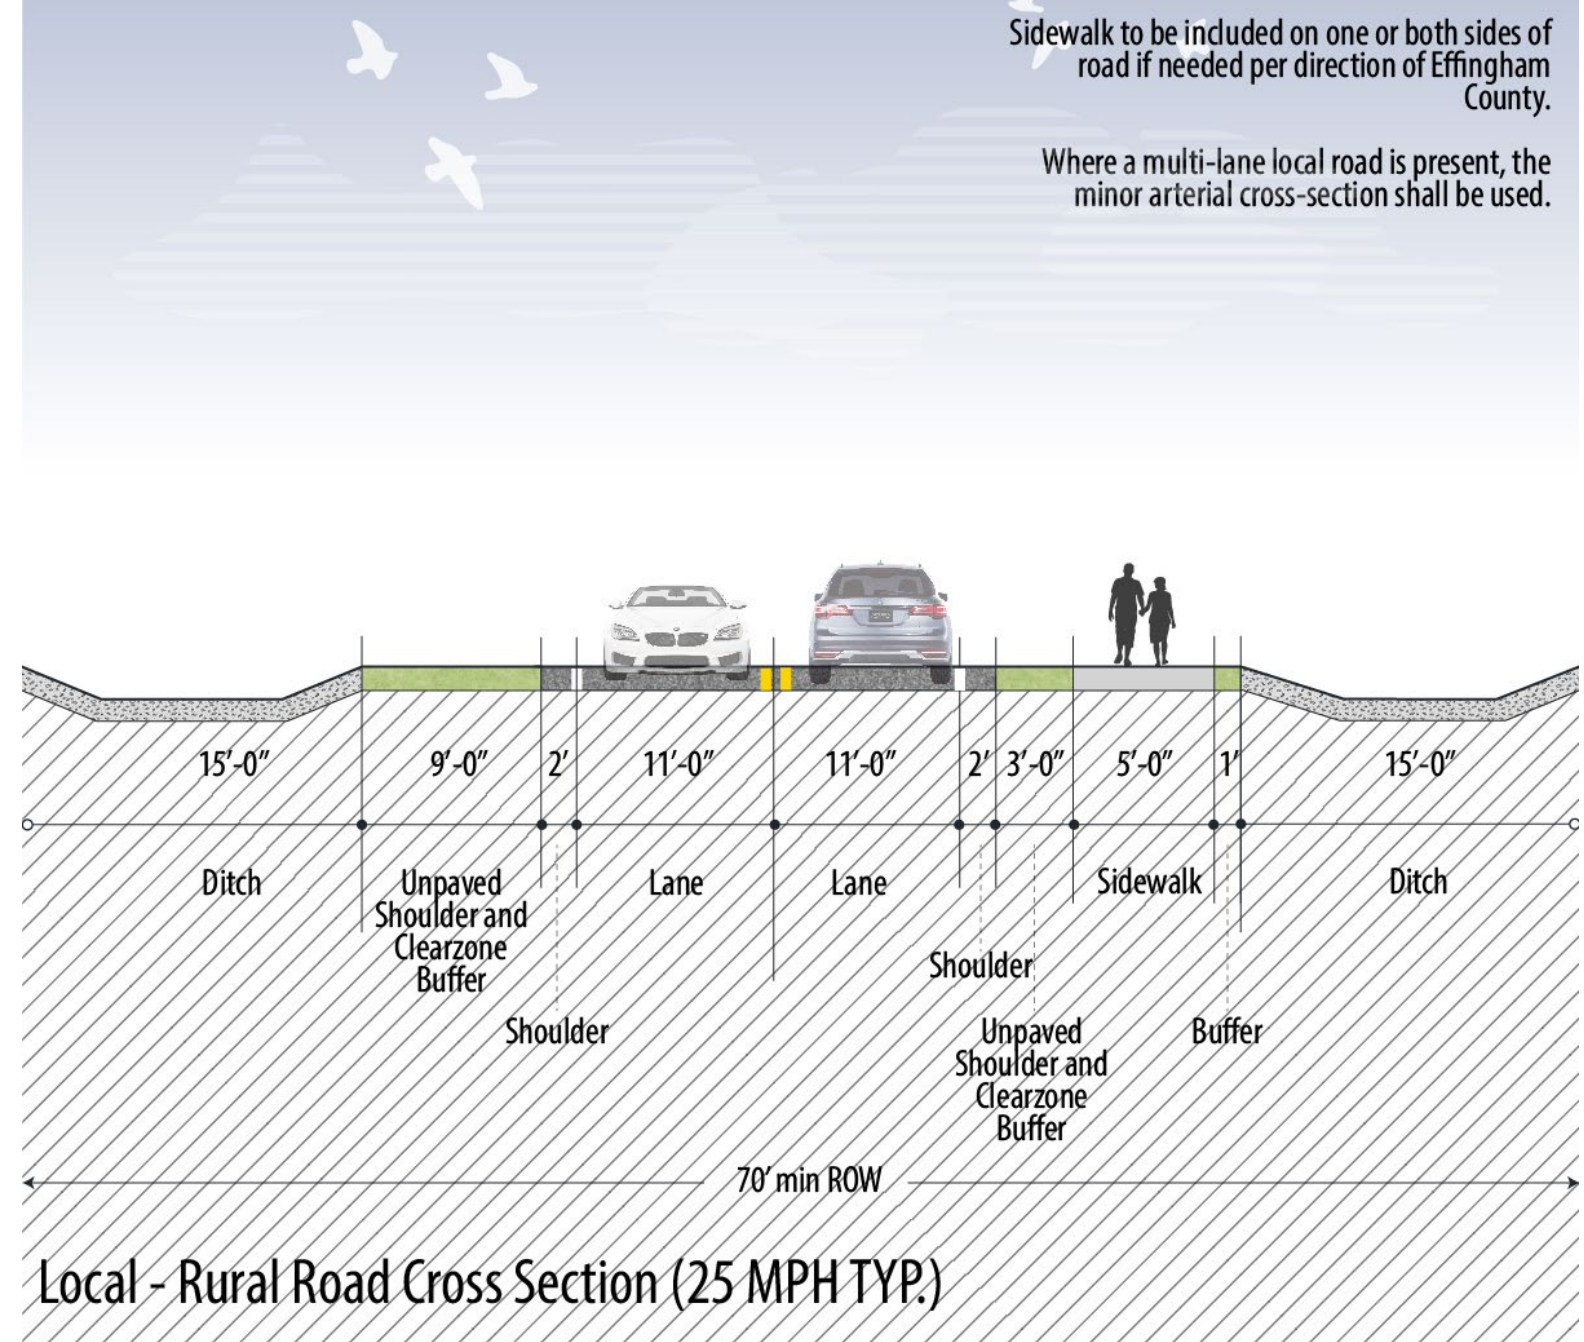 Sidewalk to be included on one or both sides of
road if needed per direction of Effingham
County.
Where a multi-lane local road is present, the
minor arterial cross-section shall be used.
15′-0″ 9′-0″ 2′ 11′-0″ 11′-0″ 2′ 3′-0″ 5′-0″ 1′ 15′-0″
Ditch
Unpaved
Shoulder and
Clearzone
Buffer
Shoulder
Lane
Lane
Shoulder
Unpaved
Shoulder and
Clearzone
Buffer
Sidewalk
Buffer
Ditch
70′ min ROW
Local - Rural Road Cross Section (25 MPH TYP.)